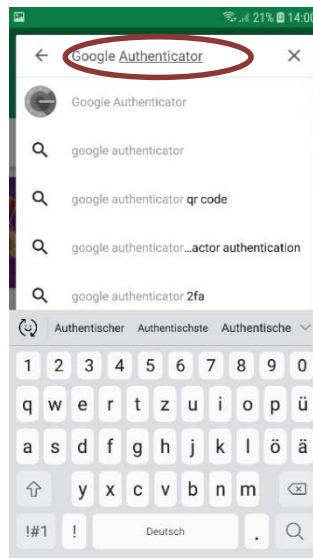 21% 14:00
Google Authenticator
Google Authenticator
google authenticator
google authenticator qr code
google authenticator...actor authentication
google authenticator 2fa
Authentischer Authentischste Authentische
1 2 3 4 5 6 7 8 9 0
q w e r t z u i o p ü
a s d f g h j k l ö ä
y x c v b n m
!#1 ! Deutsch .